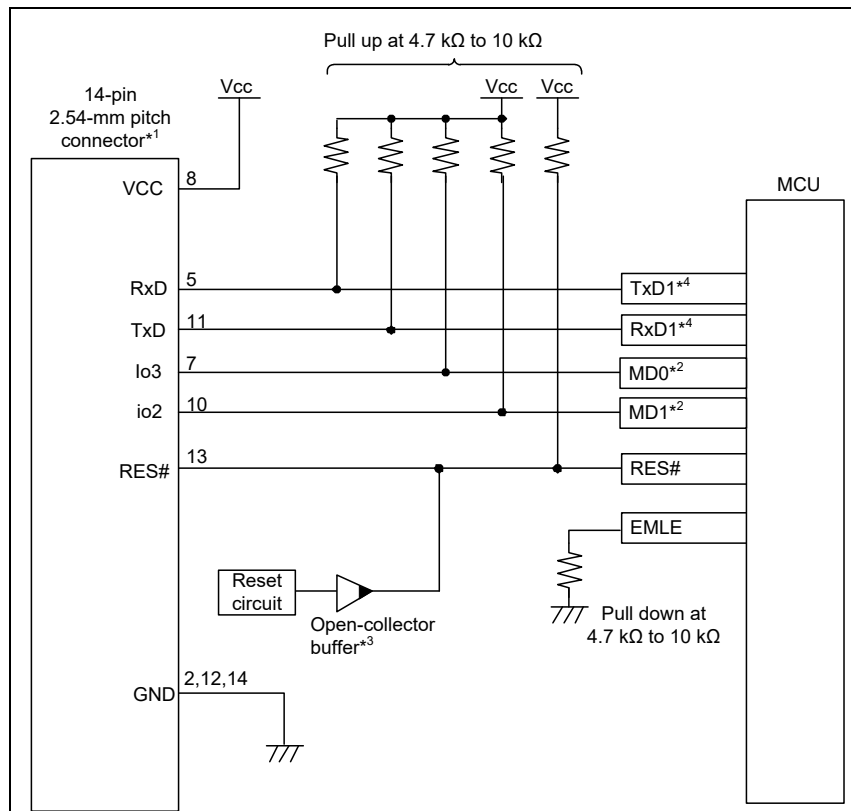 Pull up at 4.7 kΩ to 10 kΩ
14-pin
2.54-mm pitch
connector*1
Vcc
Vcc
Vcc
MCU
VCC
8
RxD
5
TxD1*4
TxD
11
RxD1*4
Io3
7
MD0*2
io2
10
MD1*2
RES#
13
RES#
EMLE
Reset
circuit
Open-collector
buffer*3
Pull down at
4.7 kΩ to 10 kΩ
GND
2,12,14